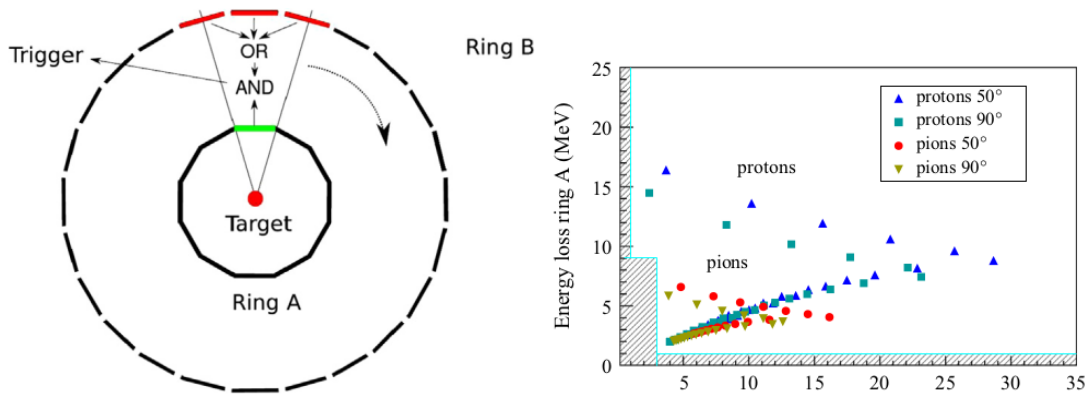 Trigger
OR
AND
Ring B
Target
Ring A
Energy loss ring A (MeV)
25
20
15
10
5
0
protons 50°
protons 90°
pions 50°
pions 90°
protons
pions
5 10 15 20 25 30 35